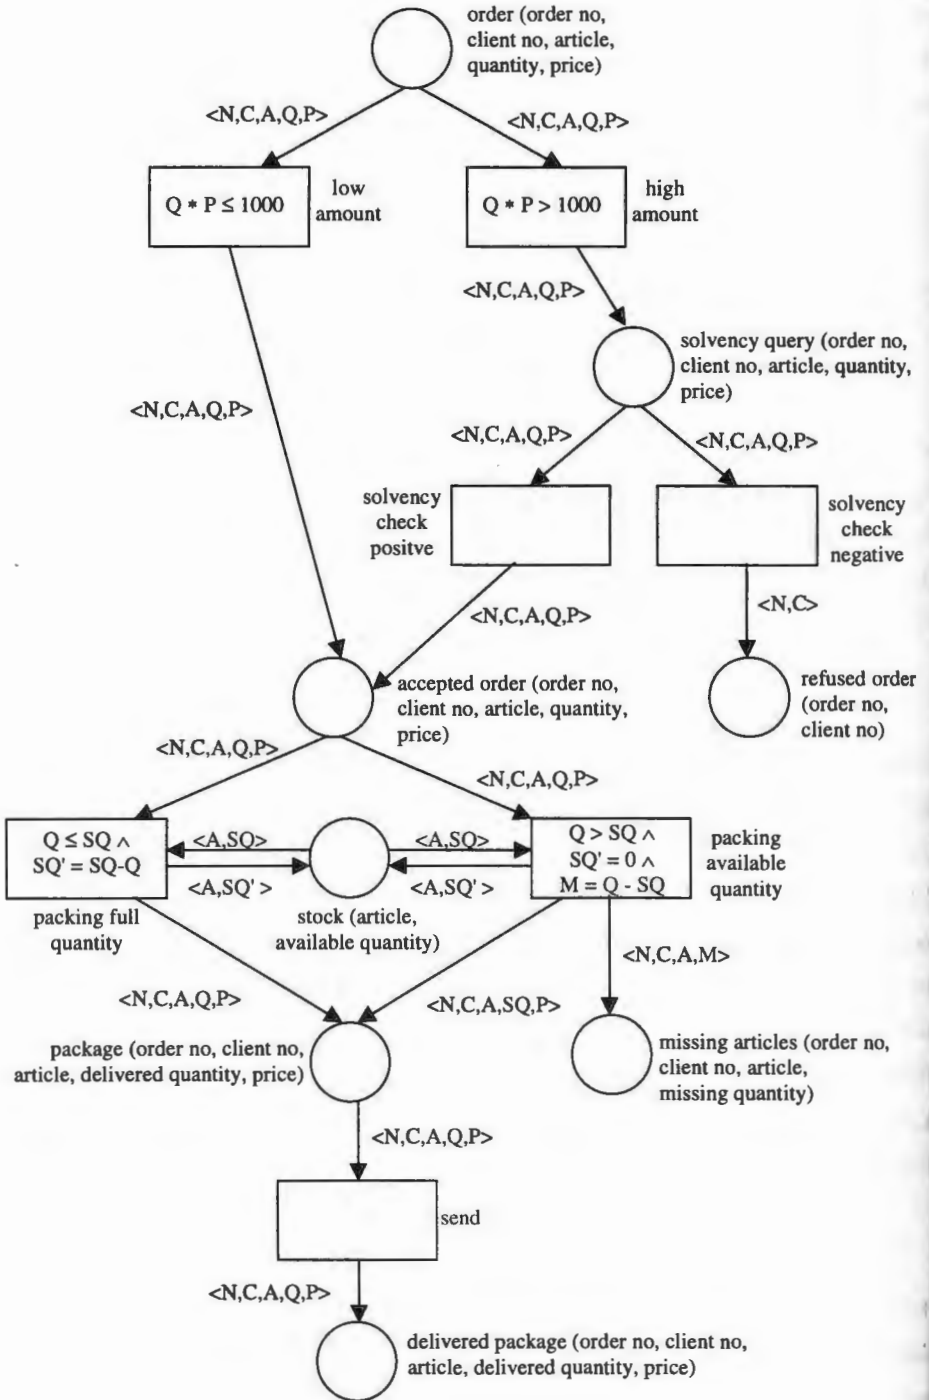 order (order no,
client no, article,
quantity, price)
<N,C,A,Q,P>
<N,C,A,Q,P>
Q * P ≤ 1000
low
amount
Q * P > 1000
high
amount
<N,C,A,Q,P>
solvency query (order no,
client no, article, quantity,
price)
<N,C,A,Q,P>
<N,C,A,Q,P>
<N,C,A,Q,P>
solvency
check
positve
solvency
check
negative
<N,C,A,Q,P>
<N,C>
accepted order (order no,
client no, article, quantity,
price)
refused order
(order no,
client no)
<N,C,A,Q,P>
<N,C,A,Q,P>
Q ≤ SQ ∧
SQ' = SQ-Q
<A,SQ>
<A,SQ' >
<A,SQ>
<A,SQ' >
Q > SQ ∧
SQ' = 0 ∧
M = Q - SQ
packing
available
quantity
packing full
quantity
stock (article,
available quantity)
<N,C,A,M>
<N,C,A,Q,P>
<N,C,A,SQ,P>
package (order no, client no,
article, delivered quantity, price)
missing articles (order no,
client no, article,
missing quantity)
<N,C,A,Q,P>
send
<N,C,A,Q,P>
delivered package (order no, client no,
article, delivered quantity, price)